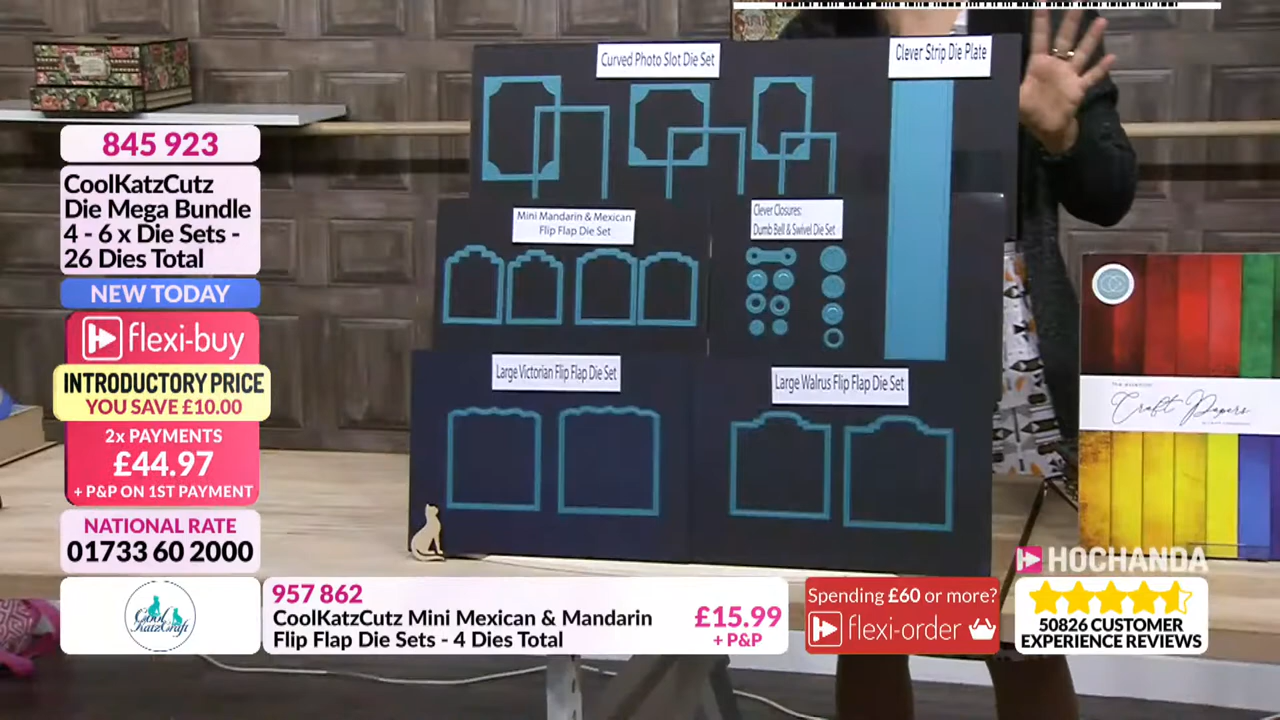 845 923
CoolKatzCutz
Die Mega Bundle
4 - 6 x Die Sets -
26 Dies Total
NEW TODAY
flexi-buy
INTRODUCTORY PRICE
YOU SAVE £10.00
2x PAYMENTS
£44.97
+ P&P ON 1ST PAYMENT
NATIONAL RATE
01733 60 2000
Curved Photo Slot Die Set
Clever Strip Die Plate
Mini Mandarin & Mexican
Flip Flap Die Set
Clever Closures:
Dumb Bell & Swivel Die Set
Large Victorian Flip Flap Die Set
Large Walrus Flip Flap Die Set
Craft Papers
HOCHANDA
Cool
KatzCraft
957 862
CoolKatzCutz Mini Mexican & Mandarin
Flip Flap Die Sets - 4 Dies Total
£15.99
+ P&P
Spending £60 or more?
flexi-order
50826 CUSTOMER
EXPERIENCE REVIEWS